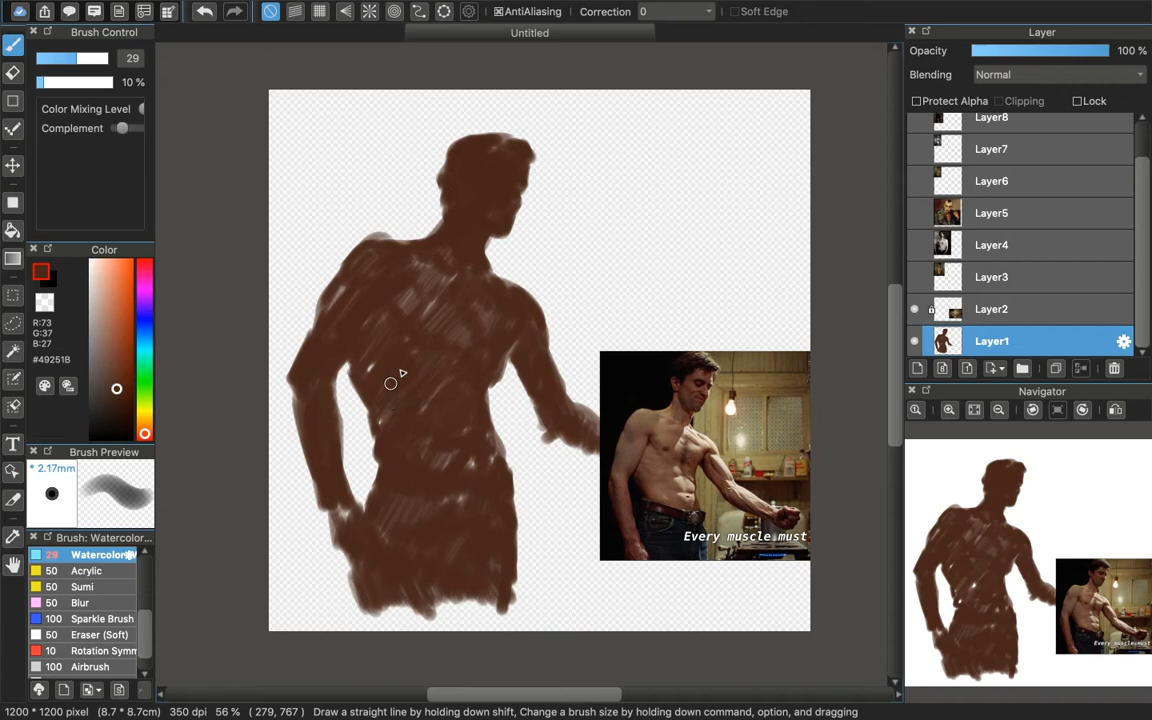 AntiAliasing Correction 0 Soft Edge
Brush Control
Untitled
Layer
29
10 %
Color Mixing Level
Complement
Color
R:73
G:37
B:27
#49251B
Brush Preview
* 2.17mm
Brush: Watercolor...
29 Watercolor
50 Acrylic
50 Sumi
50 Blur
100 Sparkle Brush
50 Eraser (Soft)
10 Rotation Symm
100 Airbrush
Every muscle must
Opacity 100 %
Blending Normal
Protect Alpha Clipping Lock
Layer8
Layer7
Layer6
Layer5
Layer4
Layer3
Layer2
Layer1
Navigator
Every muscle must
1200 * 1200 pixel (8.7 * 8.7cm) 350 dpi 56 % ( 279, 767 ) Draw a straight line by holding down shift, Change a brush size by holding down command, option, and dragging